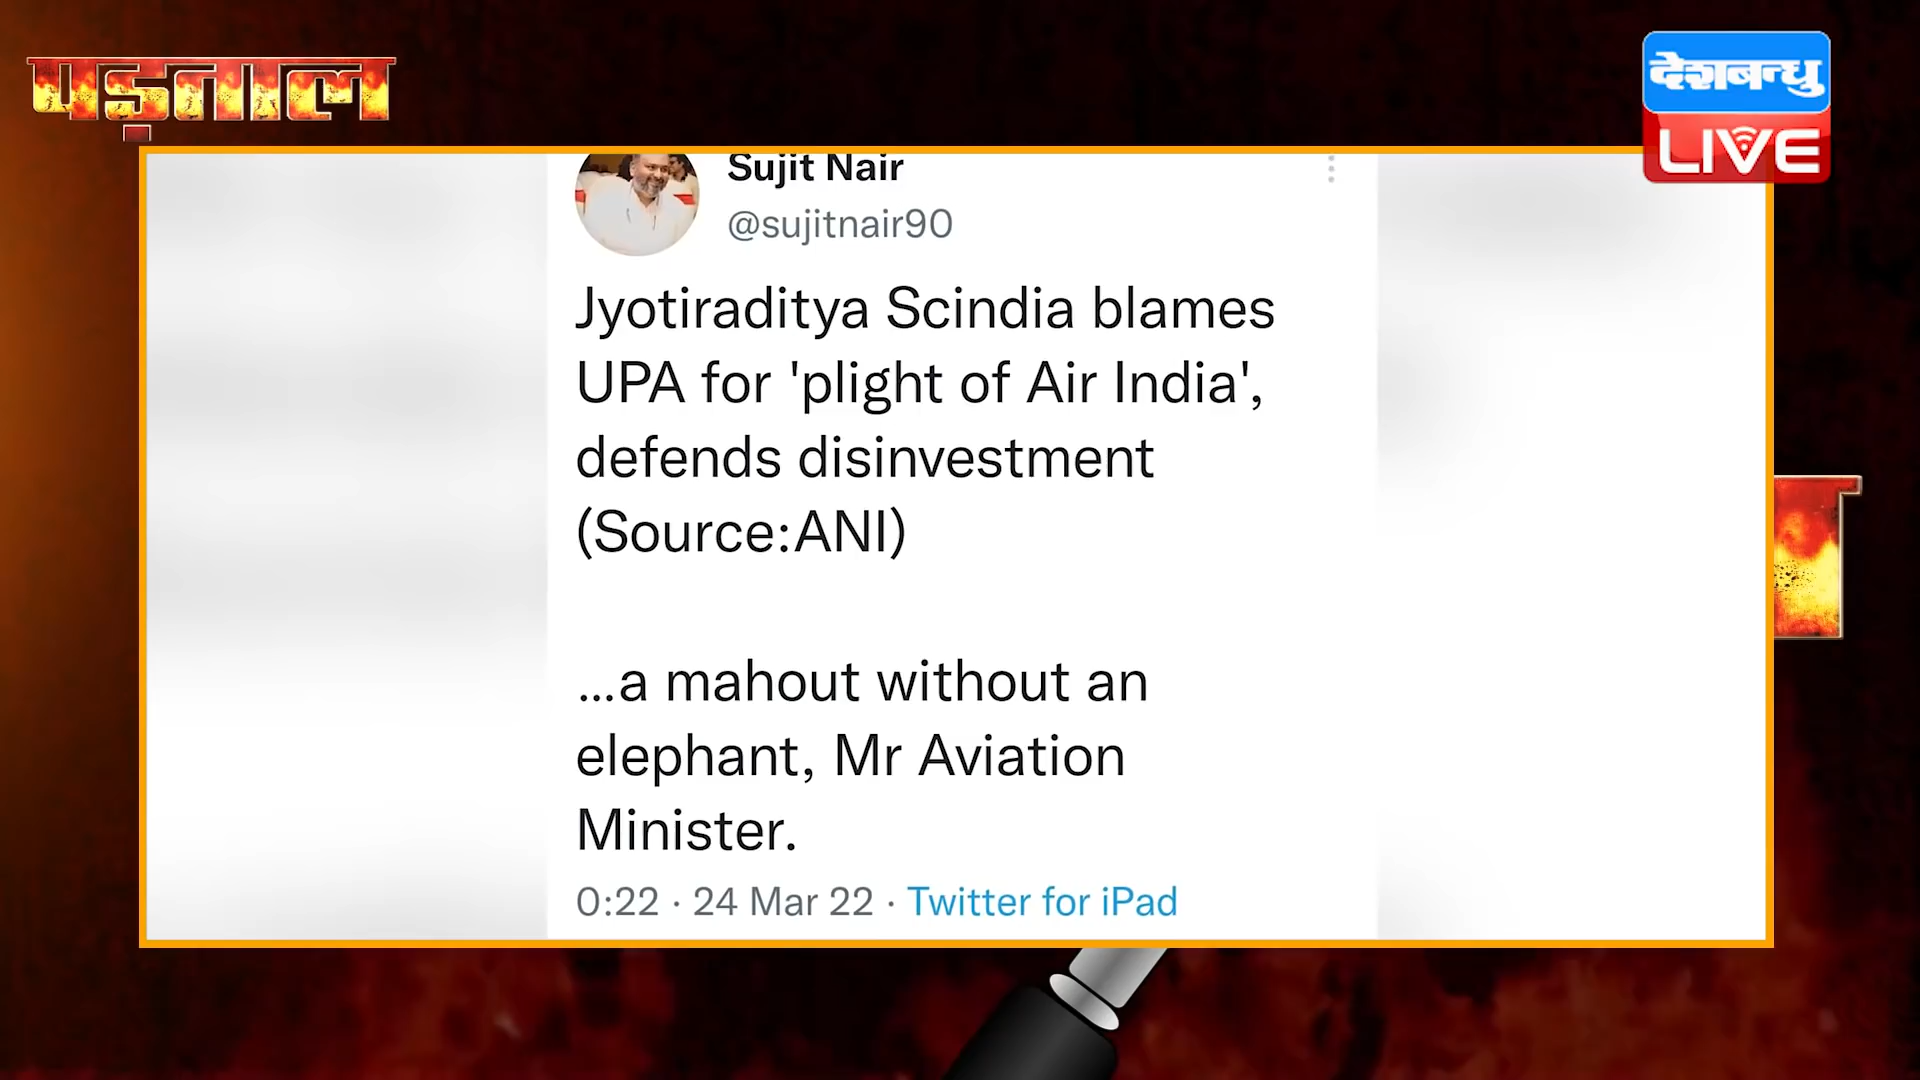 पड़ताल
देशबन्धु
LIVE
Sujit Nair
@sujitnair90
Jyotiraditya Scindia blames
UPA for 'plight of Air India',
defends disinvestment
(Source:ANI)
...a mahout without an
elephant, Mr Aviation
Minister.
0:22 · 24 Mar 22 · Twitter for iPad